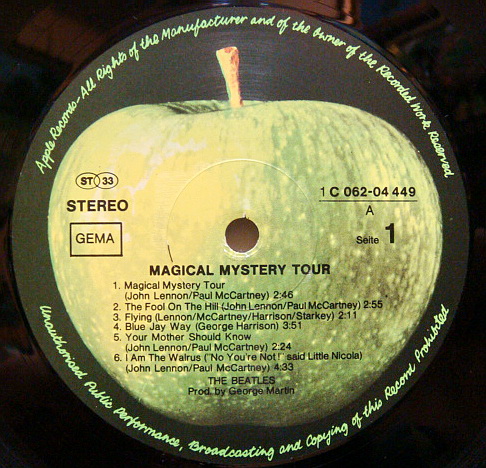 Apple Records-All Rights of the Manufacturer and of the Owner of the Recorded Work Reserved
ST 33
STEREO
GEMA
1 C 062-04 449
A
Seite 1
MAGICAL MYSTERY TOUR
1. Magical Mystery Tour
(John Lennon/Paul McCartney) 2:46
2. The Fool On The Hill (John Lennon/Paul McCartney) 2:55
3. Flying (Lennon/McCartney/Harrison/Starkey) 2:11
4. Blue Jay Way (George Harrison) 3:51
5. Your Mother Should Know
(John Lennon/Paul McCartney) 2:24
6. I Am The Walrus ("No You're Not!" said Little Nicola)
(John Lennon/Paul McCartney) 4:33
THE BEATLES
Prod. by George Martin
Unauthorised Public Performance, Broadcasting and Copying of this Record Prohibited